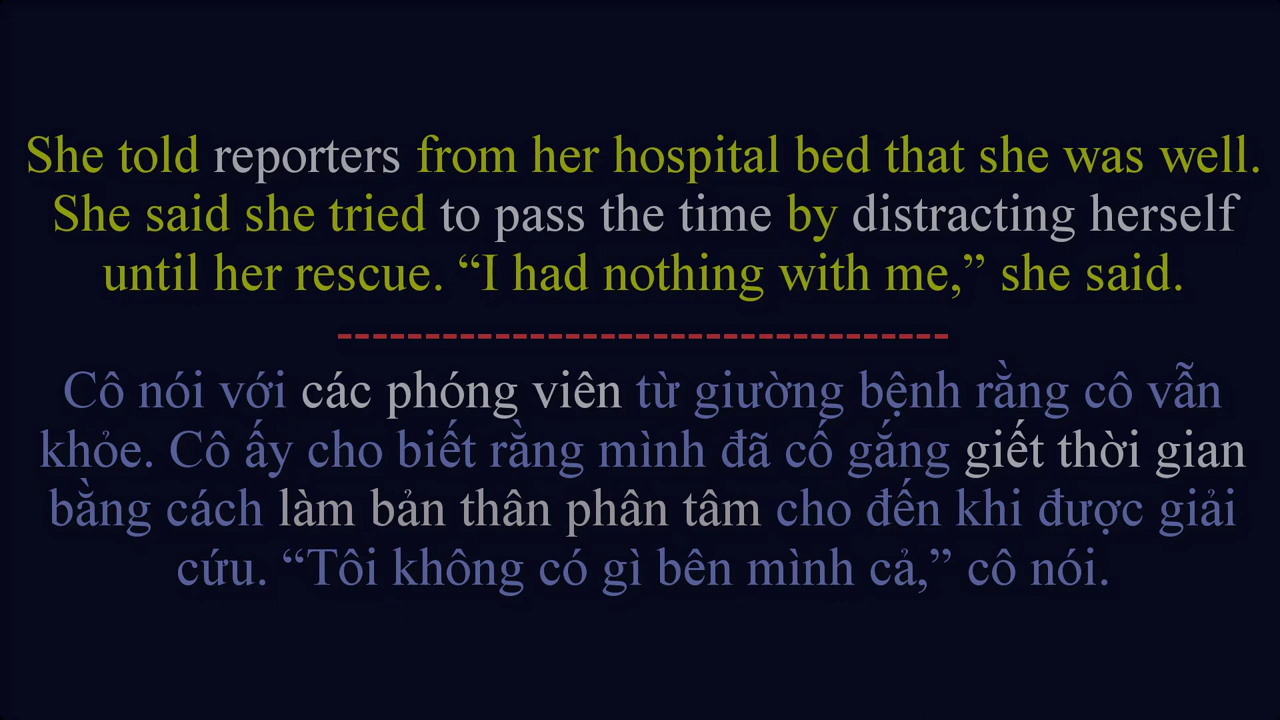 She told reporters from her hospital bed that she was well.
She said she tried to pass the time by distracting herself
until her rescue. “I had nothing with me,” she said.
-----------------------------------
Cô nói với các phóng viên từ giường bệnh rằng cô vẫn
khỏe. Cô ấy cho biết rằng mình đã cố gắng giết thời gian
bằng cách làm bản thân phân tâm cho đến khi được giải
cứu. “Tôi không có gì bên mình cả,” cô nói.